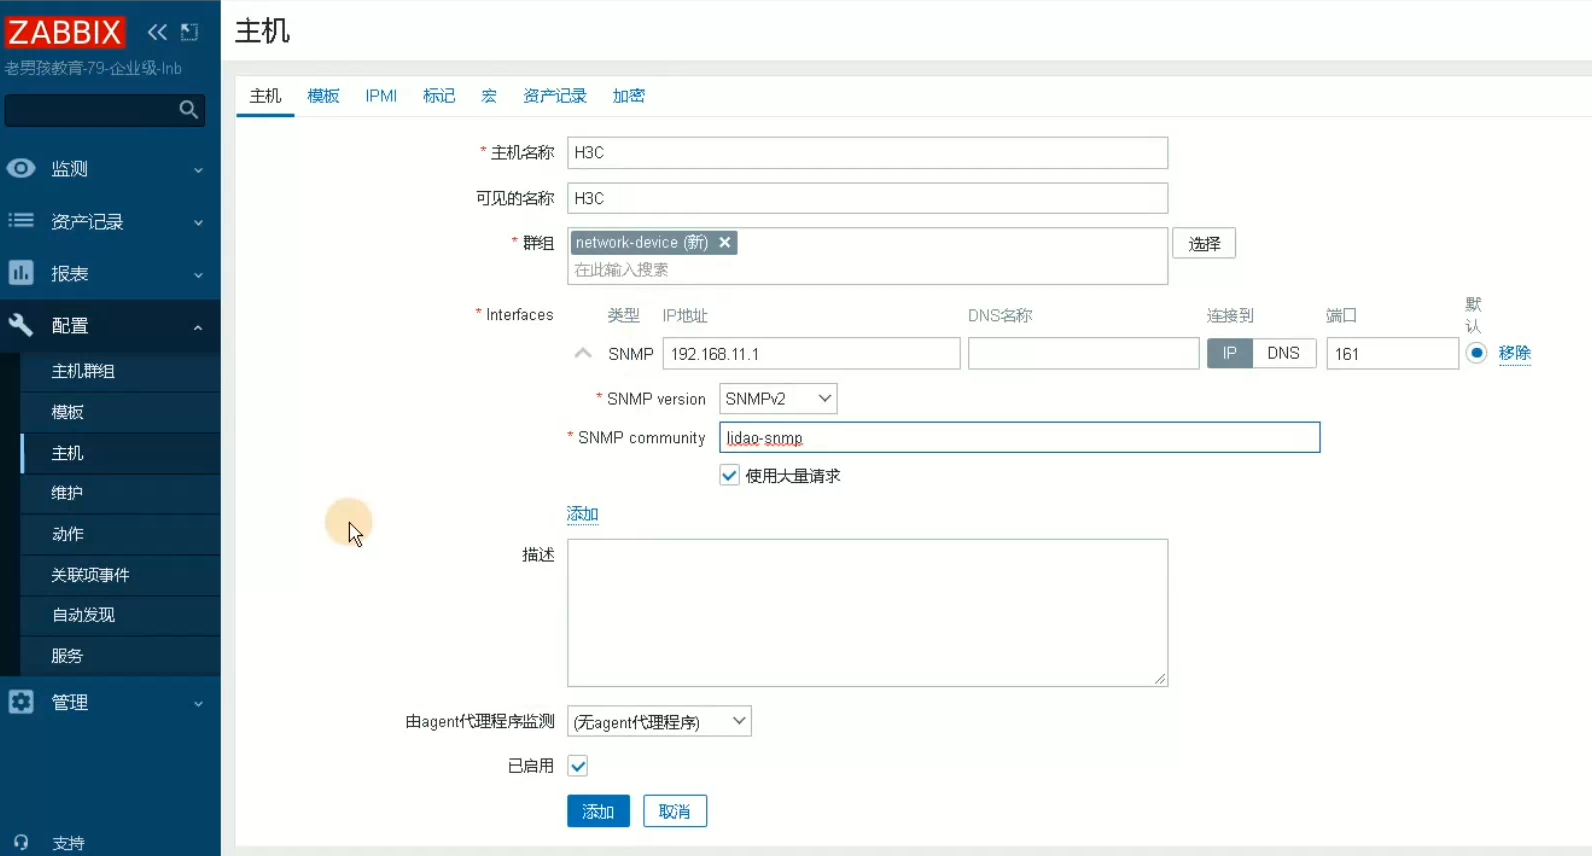 ZABBIX
老男孩教育-79-企业级-lnb
监测
资产记录
报表
配置
主机群组
模板
主机
维护
动作
关联项事件
自动发现
服务
管理
支持
主机
主机 模板 IPMI 标记 宏 资产记录 加密
* 主机名称 H3C
可见的名称 H3C
* 群组 network-device (新) ✕ 选择
在此输入搜索
* Interfaces 类型 IP地址 DNS名称 连接到 端口 默认
SNMP 192.168.11.1 IP DNS 161 移除
* SNMP version SNMPv2
* SNMP community lidao-snmp
使用大量请求
添加
描述
由agent代理程序监测 (无agent代理程序)
已启用
添加 取消